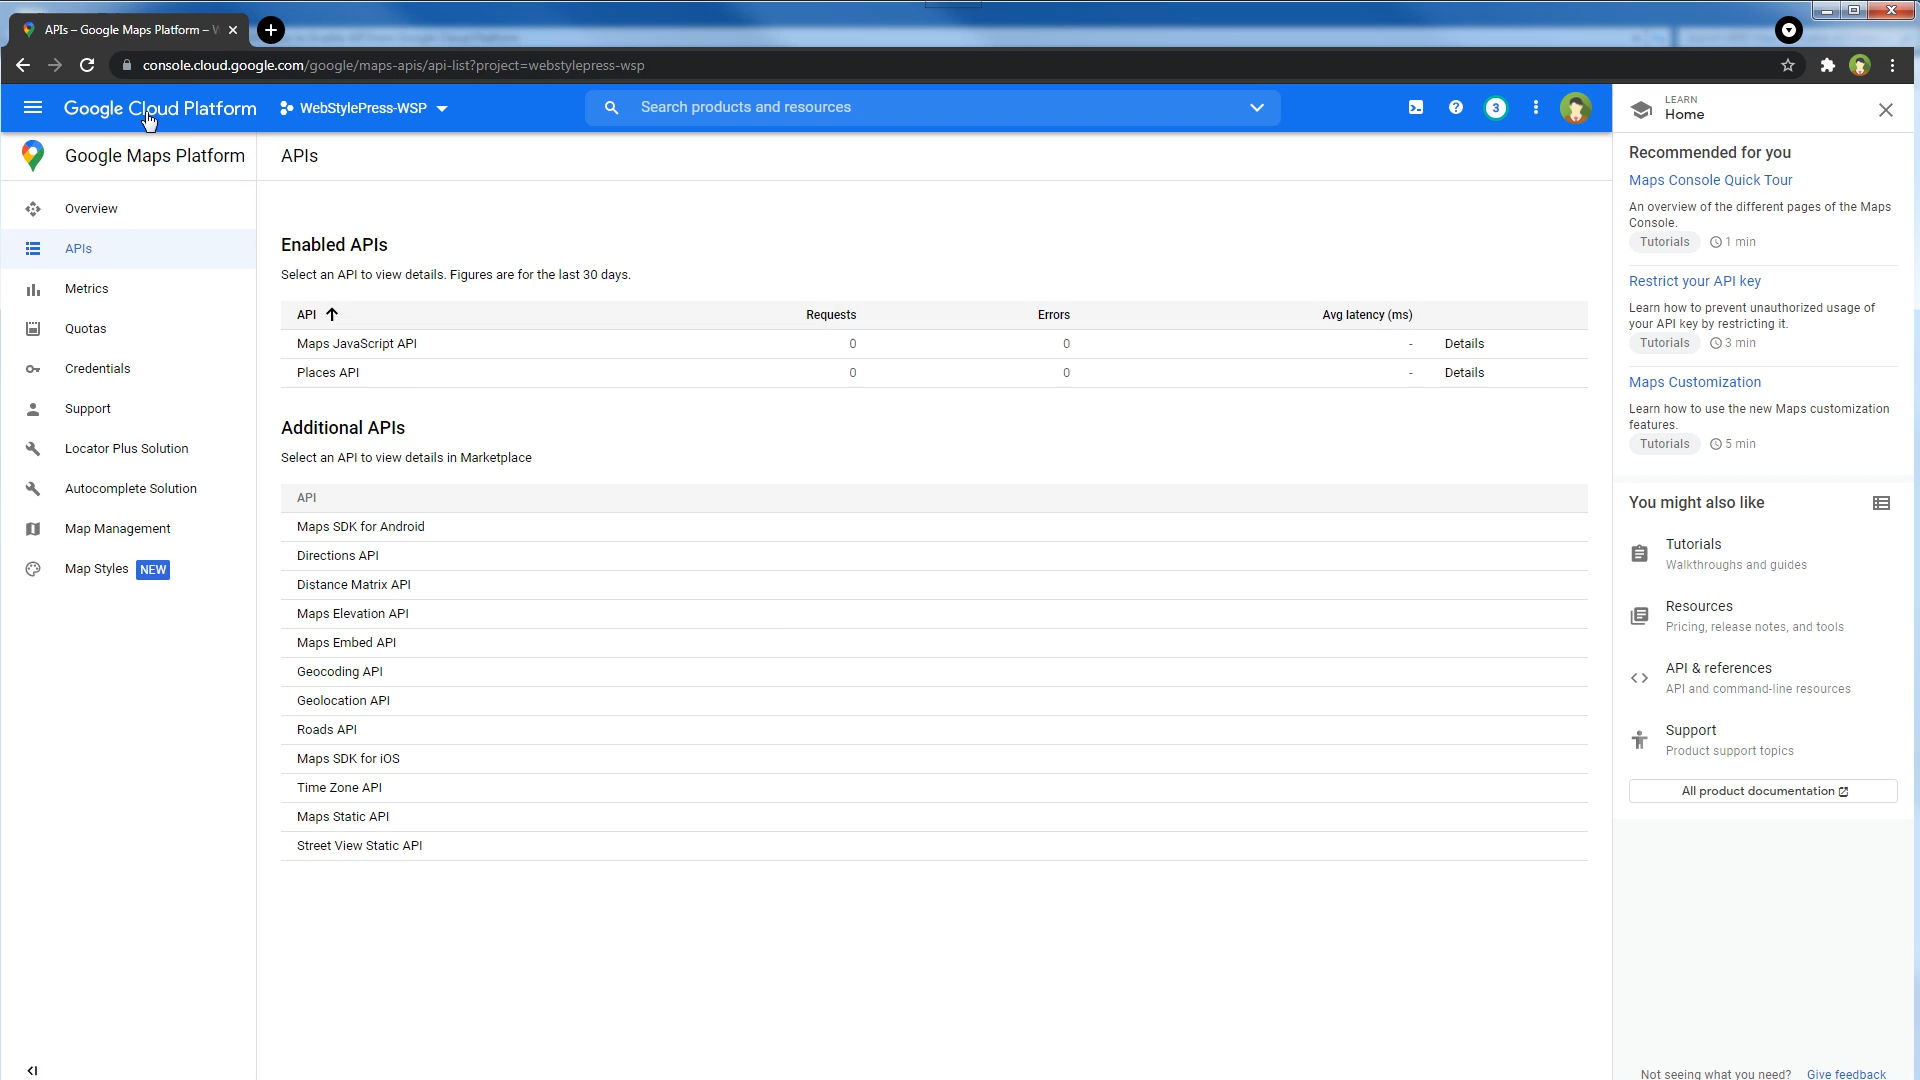 APIs – Google Maps Platform – W
console.cloud.google.com/google/maps-apis/api-list?project=webstylepress-wsp
Google Cloud Platform
WebStylePress-WSP
Search products and resources
3
LEARN
Home
Google Maps Platform
Overview
APIs
Metrics
Quotas
Credentials
Support
Locator Plus Solution
Autocomplete Solution
Map Management
Map Styles NEW
APIs
Enabled APIs
Select an API to view details. Figures are for the last 30 days.
API Requests Errors Avg latency (ms)
Maps JavaScript API 0 0 - Details
Places API 0 0 - Details
Additional APIs
Select an API to view details in Marketplace
API
Maps SDK for Android
Directions API
Distance Matrix API
Maps Elevation API
Maps Embed API
Geocoding API
Geolocation API
Roads API
Maps SDK for iOS
Time Zone API
Maps Static API
Street View Static API
Recommended for you
Maps Console Quick Tour
An overview of the different pages of the Maps
Console.
Tutorials 1 min
Restrict your API key
Learn how to prevent unauthorized usage of
your API key by restricting it.
Tutorials 3 min
Maps Customization
Learn how to use the new Maps customization
features.
Tutorials 5 min
You might also like
Tutorials
Walkthroughs and guides
Resources
Pricing, release notes, and tools
API & references
API and command-line resources
Support
Product support topics
All product documentation
Not seeing what you need? Give feedback